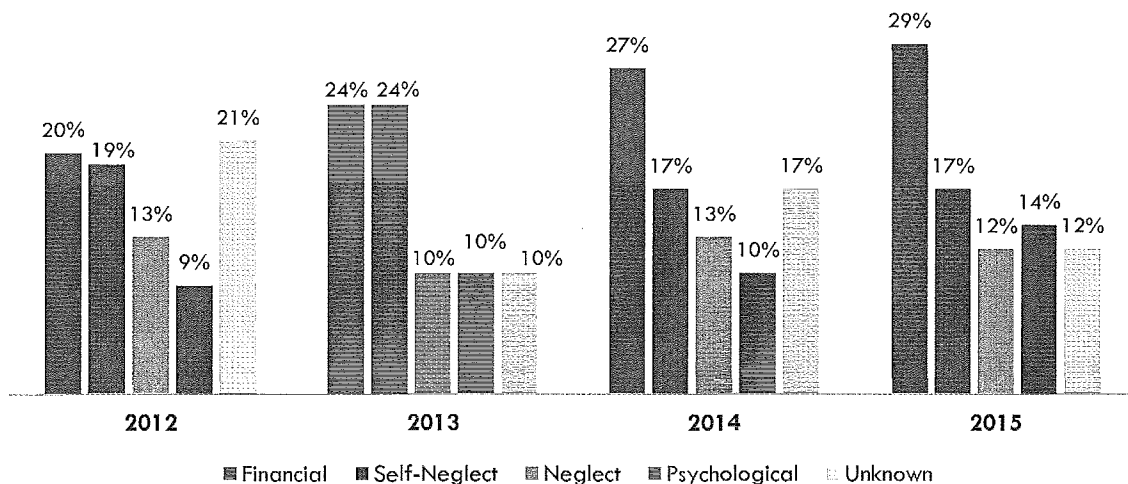 20% 19% 13% 9% 21%
24% 24% 10% 10% 10%
27% 17% 13% 10% 17%
29% 17% 12% 14% 12%
2012 2013 2014 2015
Financial Self-Neglect Neglect Psychological Unknown